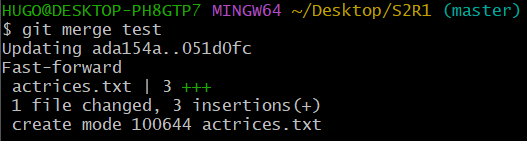 HUGO@DESKTOP-PH8GTP7 MINGW64 ~/Desktop/S2R1 (master)
$ git merge test
Updating ada154a..051d0fc
Fast-forward
 actrices.txt | 3 +++
 1 file changed, 3 insertions(+)
 create mode 100644 actrices.txt